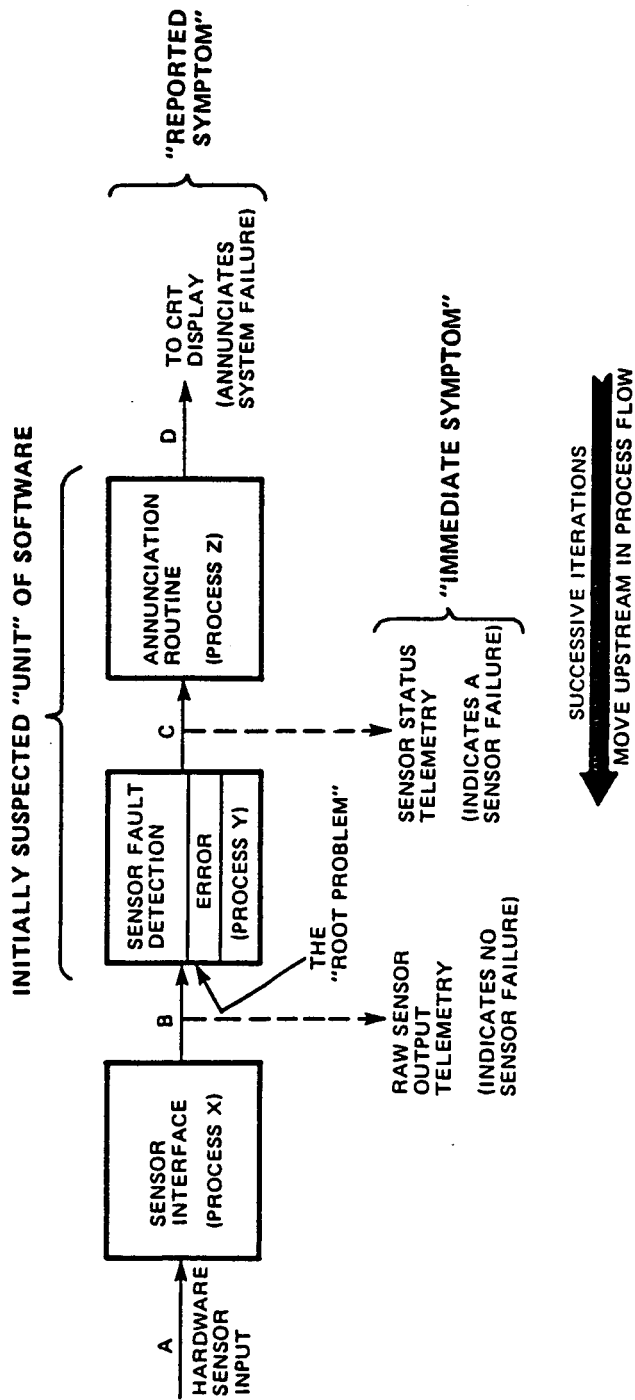 INITIALLY SUSPECTED "UNIT" OF SOFTWARE
A
HARDWARE
SENSOR
INPUT
SENSOR
INTERFACE
(PROCESS X)
B
SENSOR FAULT
DETECTION
ERROR
(PROCESS Y)
C
ANNUNCIATION
ROUTINE
(PROCESS Z)
D
TO CRT
DISPLAY
(ANNUNCIATES
SYSTEM FAILURE)
"REPORTED
SYMPTOM"
THE
"ROOT PROBLEM"
RAW SENSOR
OUTPUT
TELEMETRY
(INDICATES NO
SENSOR FAILURE)
SENSOR STATUS
TELEMETRY
(INDICATES A
SENSOR FAILURE)
"IMMEDIATE SYMPTOM"
SUCCESSIVE ITERATIONS
MOVE UPSTREAM IN PROCESS FLOW